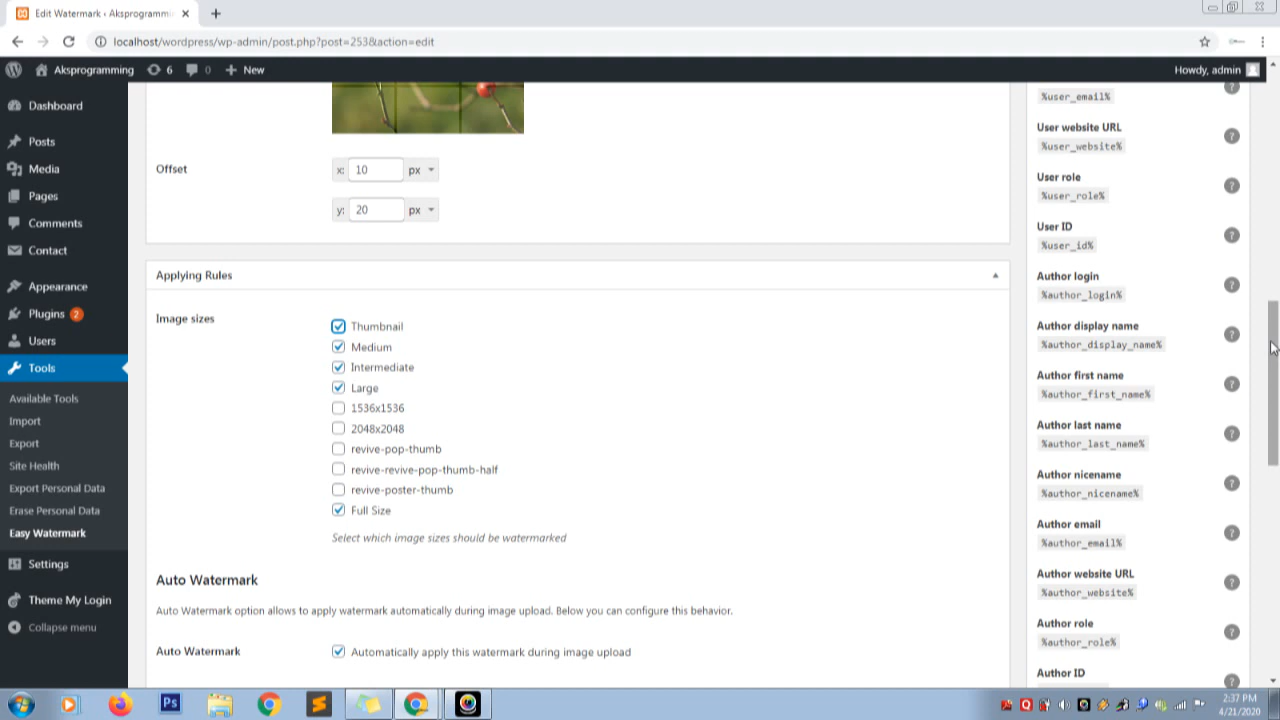 Edit Watermark ‹ Aksprogrammi
localhost/wordpress/wp-admin/post.php?post=253&action=edit
Aksprogramming 6 0 New Howdy, admin
Dashboard
Posts
Media
Pages
Comments
Contact
Appearance
Plugins 2
Users
Tools
Available Tools
Import
Export
Site Health
Export Personal Data
Erase Personal Data
Easy Watermark
Settings
Theme My Login
Collapse menu
Offset
x: 10 px
y: 20 px
Applying Rules
Image sizes
Thumbnail
Medium
Intermediate
Large
1536x1536
2048x2048
revive-pop-thumb
revive-revive-pop-thumb-half
revive-poster-thumb
Full Size
Select which image sizes should be watermarked
Auto Watermark
Auto Watermark option allows to apply watermark automatically during image upload. Below you can configure this behavior.
Auto Watermark
Automatically apply this watermark during image upload
%user_email%
User website URL
%user_website%
User role
%user_role%
User ID
%user_id%
Author login
%author_login%
Author display name
%author_display_name%
Author first name
%author_first_name%
Author last name
%author_last_name%
Author nicename
%author_nicename%
Author email
%author_email%
Author website URL
%author_website%
Author role
%author_role%
Author ID
Ps
2:37 PM
4/21/2020